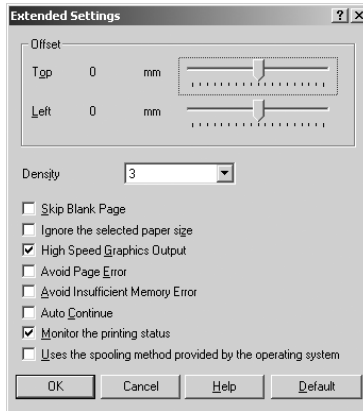 Extended Settings
Offset
Top 0 mm
Left 0 mm
Density 3
Skip Blank Page
Ignore the selected paper size
High Speed Graphics Output
Avoid Page Error
Avoid Insufficient Memory Error
Auto Continue
Monitor the printing status
Uses the spooling method provided by the operating system
OK Cancel Help Default